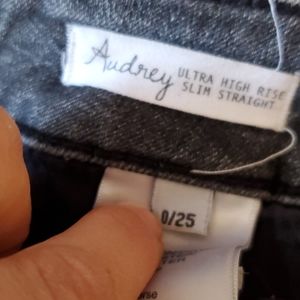 Audrey
ULTRA HIGH RISE
SLIM STRAIGHT
0/25